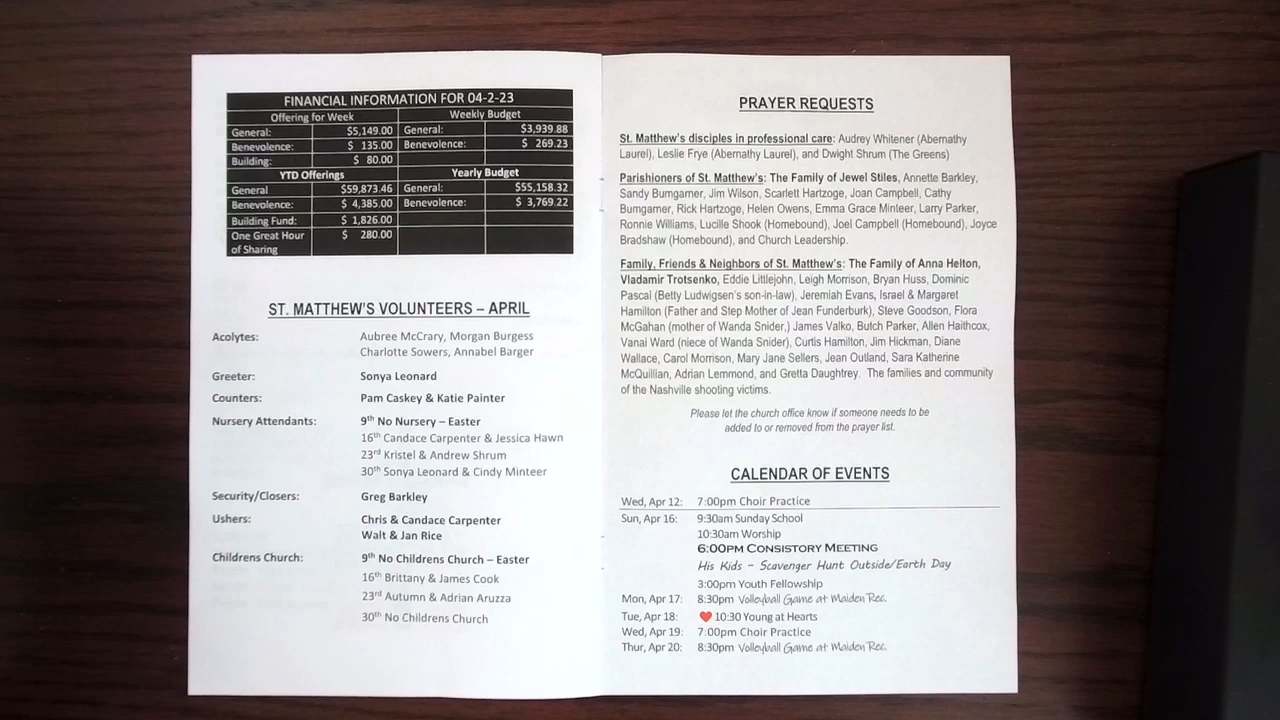 FINANCIAL INFORMATION FOR 04-2-23
Offering for Week Weekly Budget
General: $5,149.00 General: $3,939.88
Benevolence: $ 135.00 Benevolence: $ 269.23
Building: $ 80.00
YTD Offerings Yearly Budget
General $59,873.46 General: $55,158.32
Benevolence: $ 4,385.00 Benevolence: $ 3,769.22
Building Fund: $ 1,826.00
One Great Hour $ 280.00
of Sharing
ST. MATTHEW'S VOLUNTEERS – APRIL
Acolytes: Aubree McCrary, Morgan Burgess
Charlotte Sowers, Annabel Barger
Greeter: Sonya Leonard
Counters: Pam Caskey & Katie Painter
Nursery Attendants: 9th No Nursery – Easter
16th Candace Carpenter & Jessica Hawn
23rd Kristel & Andrew Shrum
30th Sonya Leonard & Cindy Minteer
Security/Closers: Greg Barkley
Ushers: Chris & Candace Carpenter
Walt & Jan Rice
Childrens Church: 9th No Childrens Church – Easter
16th Brittany & James Cook
23rd Autumn & Adrian Aruzza
30th No Childrens Church
PRAYER REQUESTS
St. Matthew's disciples in professional care: Audrey Whitener (Abernathy
Laurel), Leslie Frye (Abernathy Laurel), and Dwight Shrum (The Greens)
Parishioners of St. Matthew's: The Family of Jewel Stiles, Annette Barkley,
Sandy Bumgarner, Jim Wilson, Scarlett Hartzoge, Joan Campbell, Cathy
Bumgarner, Rick Hartzoge, Helen Owens, Emma Grace Minteer, Larry Parker,
Ronnie Williams, Lucille Shook (Homebound), Joel Campbell (Homebound), Joyce
Bradshaw (Homebound), and Church Leadership.
Family, Friends & Neighbors of St. Matthew's: The Family of Anna Helton,
Vladamir Trotsenko, Eddie Littlejohn, Leigh Morrison, Bryan Huss, Dominic
Pascal (Betty Ludwigsen's son-in-law), Jeremiah Evans, Israel & Margaret
Hamilton (Father and Step Mother of Jean Funderburk), Steve Goodson, Flora
McGahan (mother of Wanda Snider,) James Valko, Butch Parker, Allen Haithcox,
Vanai Ward (niece of Wanda Snider), Curtis Hamilton, Jim Hickman, Diane
Wallace, Carol Morrison, Mary Jane Sellers, Jean Outland, Sara Katherine
McQuillian, Adrian Lemmond, and Gretta Daughtrey. The families and community
of the Nashville shooting victims.
Please let the church office know if someone needs to be
added to or removed from the prayer list.
CALENDAR OF EVENTS
Wed, Apr 12: 7:00pm Choir Practice
Sun, Apr 16: 9:30am Sunday School
10:30am Worship
6:00PM CONSISTORY MEETING
His Kids – Scavenger Hunt Outside/Earth Day
3:00pm Youth Fellowship
Mon, Apr 17: 8:30pm Volleyball Game at Maiden Rec.
Tue, Apr 18: ❤️ 10:30 Young at Hearts
Wed, Apr 19: 7:00pm Choir Practice
Thur, Apr 20: 8:30pm Volleyball Game at Maiden Rec.